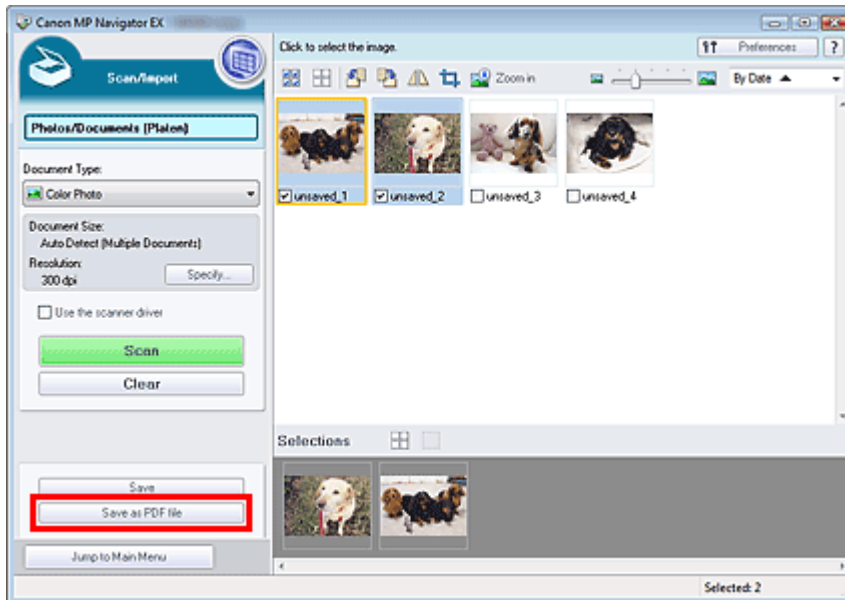 Canon MP Navigator EX
Click to select the image.
Preferences
?
Scan/Import
Zoom in
By Date
Photos/Documents (Platen)
Document Type:
Color Photo
unsaved_1
unsaved_2
unsaved_3
unsaved_4
Document Size:
Auto Detect (Multiple Documents)
Resolution:
300 dpi
Specify...
Use the scanner driver
Scan
Clear
Selections
Save
Save as PDF file
Jump to Main Menu
Selected: 2